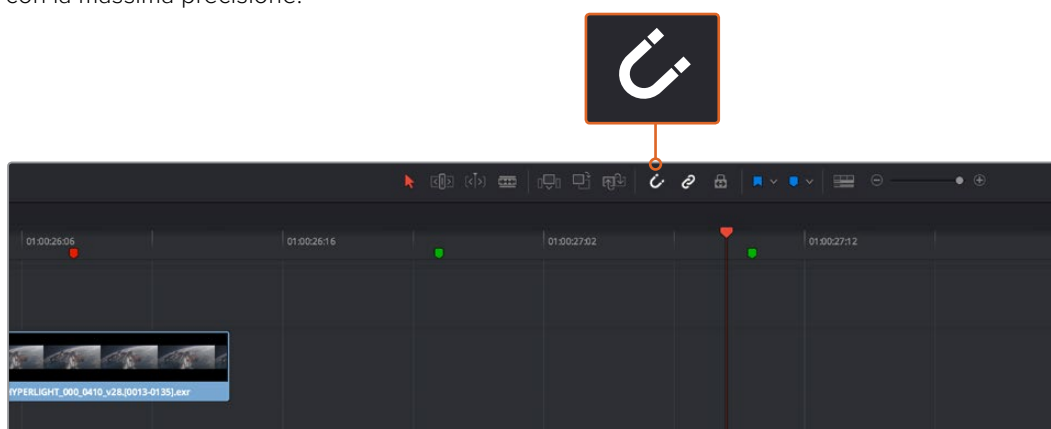 con la massima precisione.
01:00:26:06 01:00:26:16 01:00:27:02 01:00:27:12
HYPERLIGHT_000_0410_v28.[0013-0135].exr